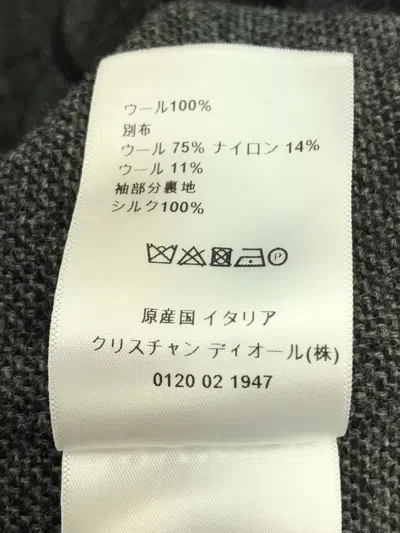 ウール100%
別布
ウール 75% ナイロン 14%
ウール 11%
袖部分裏地
シルク100%
P
原産国 イタリア
クリスチャン ディオール(株)
0120 02 1947